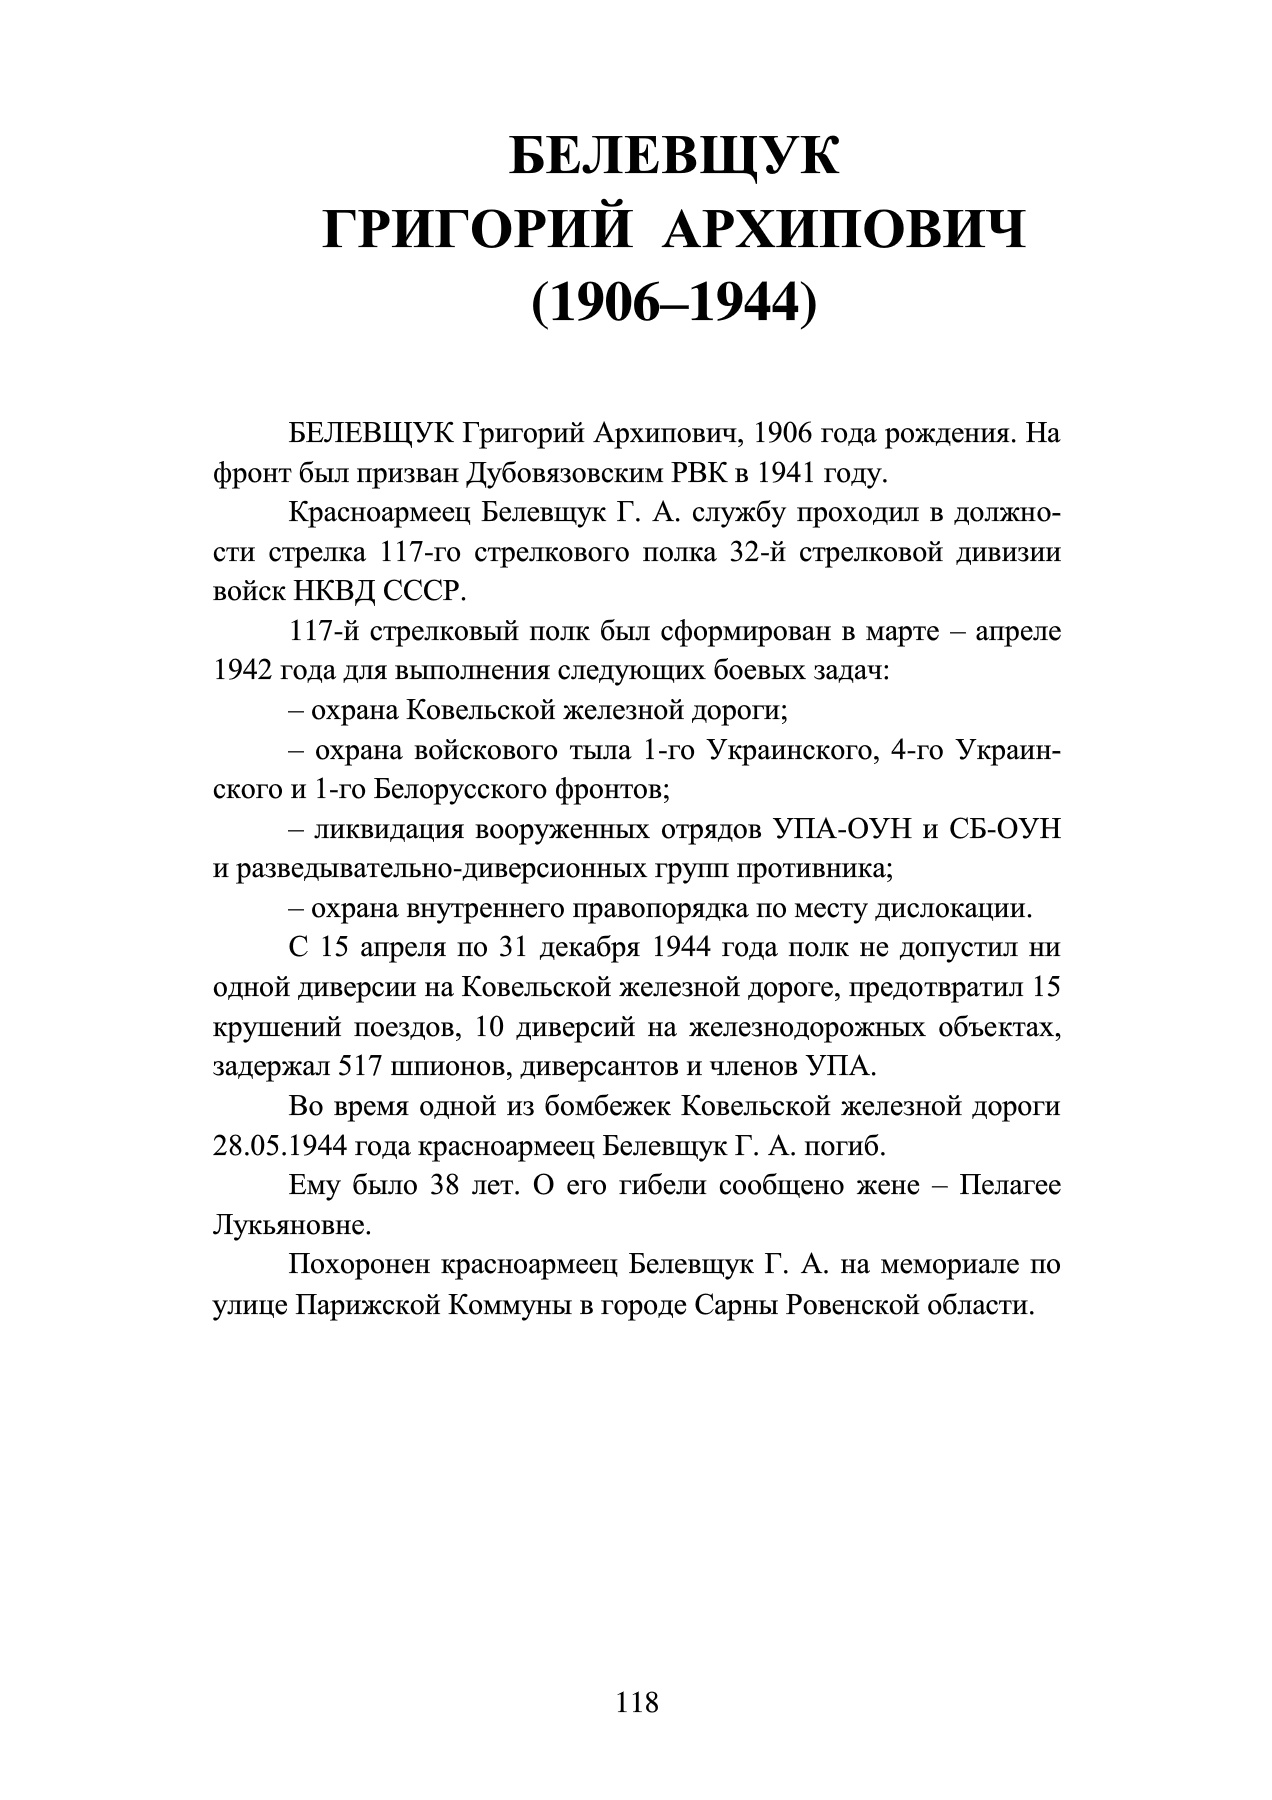 БЕЛЕВЩУК
ГРИГОРИЙ АРХИПОВИЧ
(1906–1944)
БЕЛЕВЩУК Григорий Архипович, 1906 года рождения. На
фронт был призван Дубовязовским РВК в 1941 году.
Красноармеец Белевщук Г. А. службу проходил в должно-
сти стрелка 117-го стрелкового полка 32-й стрелковой дивизии
войск НКВД СССР.
117-й стрелковый полк был сформирован в марте – апреле
1942 года для выполнения следующих боевых задач:
– охрана Ковельской железной дороги;
– охрана войскового тыла 1-го Украинского, 4-го Украин-
ского и 1-го Белорусского фронтов;
– ликвидация вооруженных отрядов УПА-ОУН и СБ-ОУН
и разведывательно-диверсионных групп противника;
– охрана внутреннего правопорядка по месту дислокации.
С 15 апреля по 31 декабря 1944 года полк не допустил ни
одной диверсии на Ковельской железной дороге, предотвратил 15
крушений поездов, 10 диверсий на железнодорожных объектах,
задержал 517 шпионов, диверсантов и членов УПА.
Во время одной из бомбежек Ковельской железной дороги
28.05.1944 года красноармеец Белевщук Г. А. погиб.
Ему было 38 лет. О его гибели сообщено жене – Пелагее
Лукьяновне.
Похоронен красноармеец Белевщук Г. А. на мемориале по
улице Парижской Коммуны в городе Сарны Ровенской области.
118